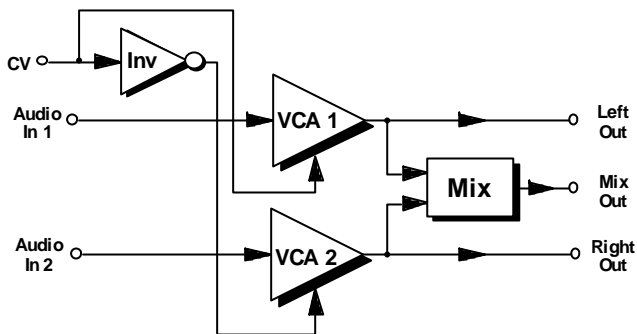 CV
Inv
Audio
In 1
VCA 1
Left
Out
Mix
Mix
Out
Audio
In 2
VCA 2
Right
Out